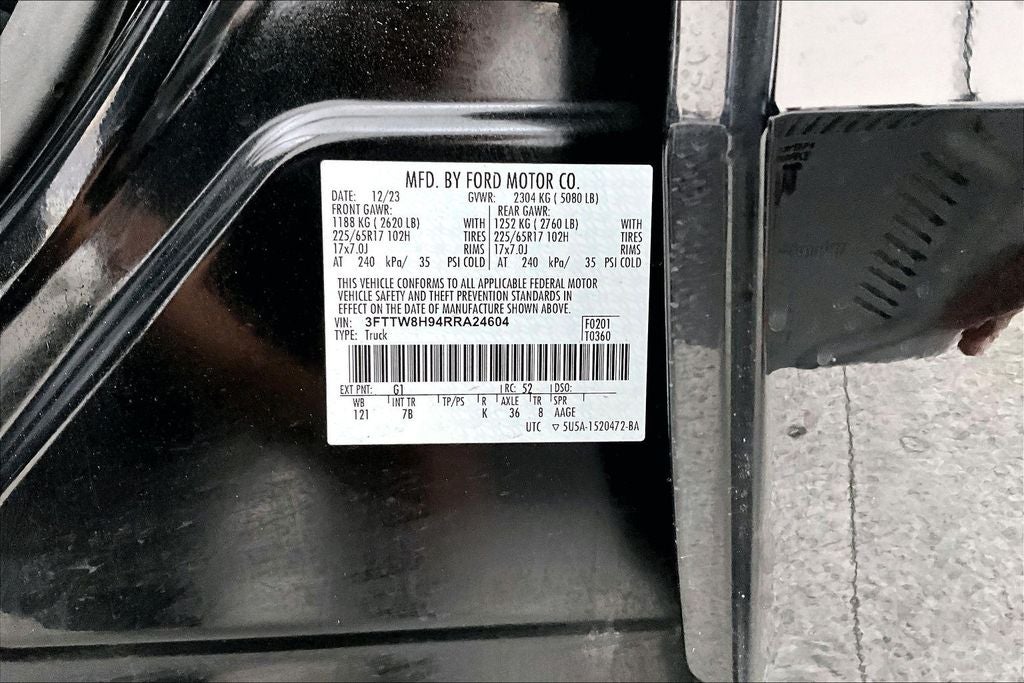 MFD. BY FORD MOTOR CO.
DATE: 12/23 GVWR: 2304 KG ( 5080 LB)
FRONT GAWR: REAR GAWR:
1188 KG ( 2620 LB) WITH 1252 KG ( 2760 LB) WITH
225/65R17 102H TIRES 225/65R17 102H TIRES
17x7.0J RIMS 17x7.0J RIMS
AT 240 kPa/ 35 PSI COLD AT 240 kPa/ 35 PSI COLD
THIS VEHICLE CONFORMS TO ALL APPLICABLE FEDERAL MOTOR
VEHICLE SAFETY AND THEFT PREVENTION STANDARDS IN
EFFECT ON THE DATE OF MANUFACTURE SHOWN ABOVE.
VIN: 3FTTW8H94RRA24604 F0201
TYPE: Truck T0360
EXT PNT: G1 RC: 52 DSO:
WB INT TR TP/PS R AXLE TR SPR
121 7B K 36 8 AAGE
UTC ▽ 5U5A-1520472-BA